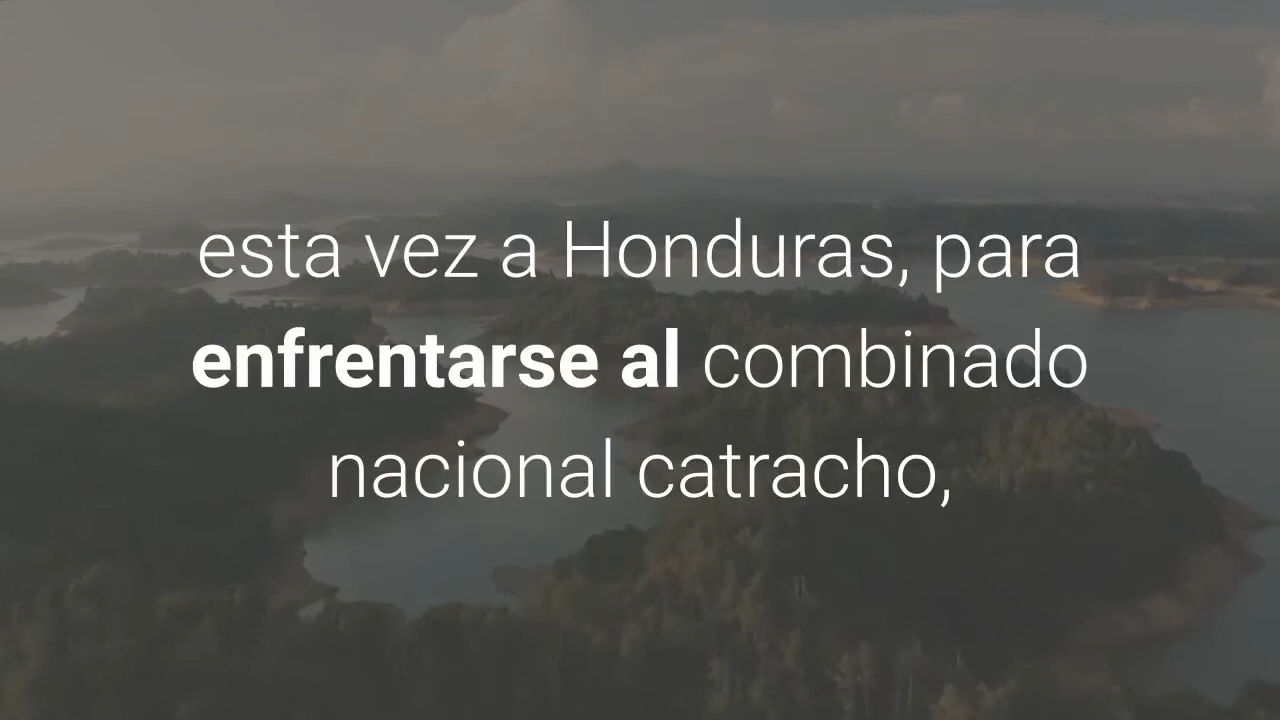 esta vez a Honduras, para
enfrentarse al combinado
nacional catracho,